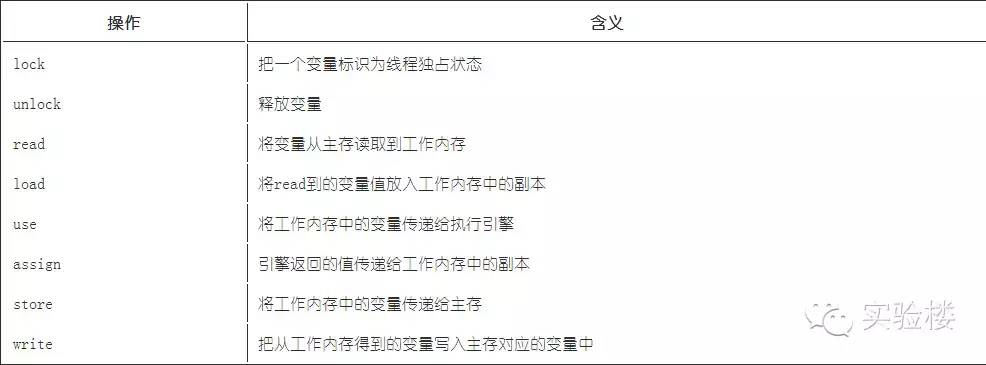 操作 含义
lock 把一个变量标识为线程独占状态
unlock 释放变量
read 将变量从主存读取到工作内存
load 将read到的变量值放入工作内存中的副本
use 将工作内存中的变量传递给执行引擎
assign 引擎返回的值传递给工作内存中的副本
store 将工作内存中的变量传递给主存
write 把从工作内存得到的变量写入主存对应的变量中
实验楼